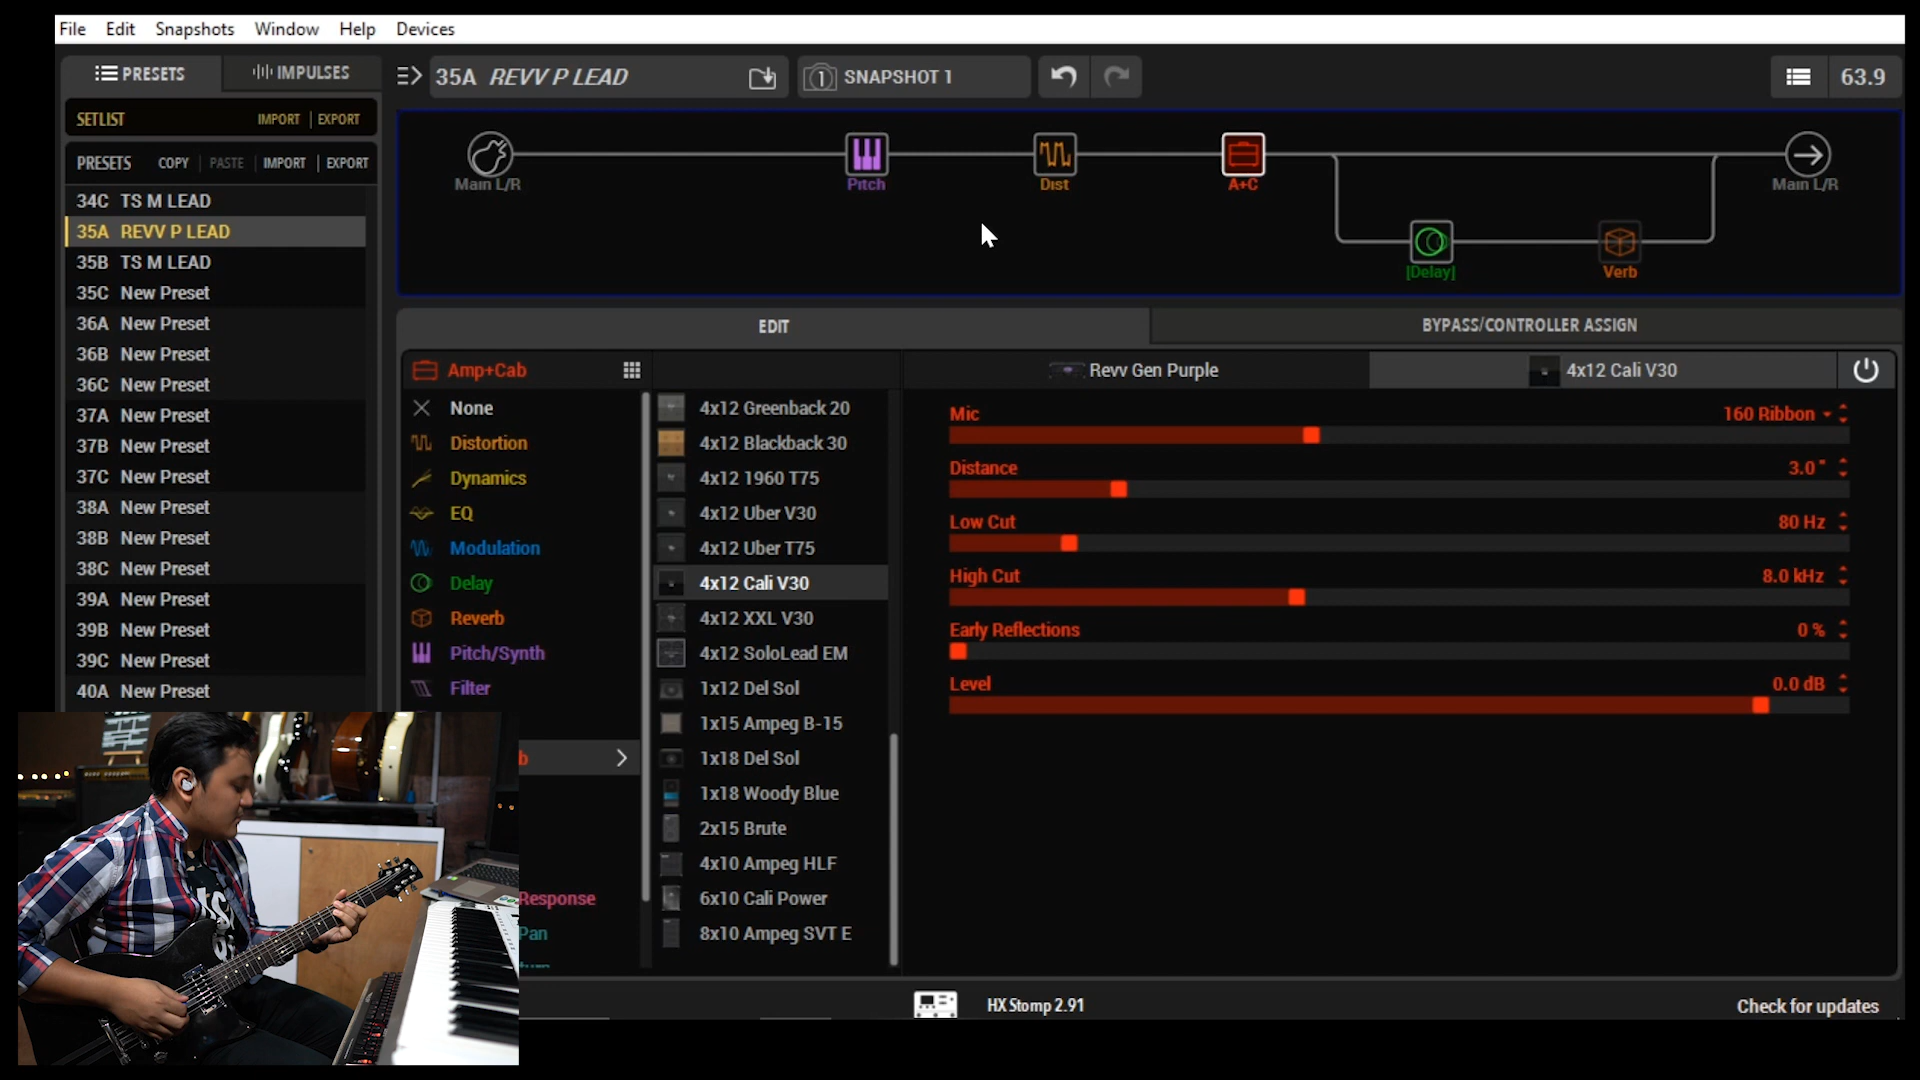 File Edit Snapshots Window Help Devices
PRESETS IMPULSES
35A REVV P LEAD 1 SNAPSHOT 1 63.9
SETLIST IMPORT | EXPORT
PRESETS COPY | PASTE | IMPORT | EXPORT
34C TS M LEAD
35A REVV P LEAD
35B TS M LEAD
35C New Preset
36A New Preset
36B New Preset
36C New Preset
37A New Preset
37B New Preset
37C New Preset
38A New Preset
38B New Preset
38C New Preset
39A New Preset
39B New Preset
39C New Preset
40A New Preset
Main L/R Pitch Dist A+C Main L/R
[Delay] Verb
EDIT BYPASS/CONTROLLER ASSIGN
Amp+Cab
None
Distortion
Dynamics
EQ
Modulation
Delay
Reverb
Pitch/Synth
Filter
b
Response
Pan
4x12 Greenback 20
4x12 Blackback 30
4x12 1960 T75
4x12 Uber V30
4x12 Uber T75
4x12 Cali V30
4x12 XXL V30
4x12 SoloLead EM
1x12 Del Sol
1x15 Ampeg B-15
1x18 Del Sol
1x18 Woody Blue
2x15 Brute
4x10 Ampeg HLF
6x10 Cali Power
8x10 Ampeg SVT E
Revv Gen Purple 4x12 Cali V30
Mic 160 Ribbon
Distance 3.0 "
Low Cut 80 Hz
High Cut 8.0 kHz
Early Reflections 0 %
Level 0.0 dB
HX Stomp 2.91 Check for updates